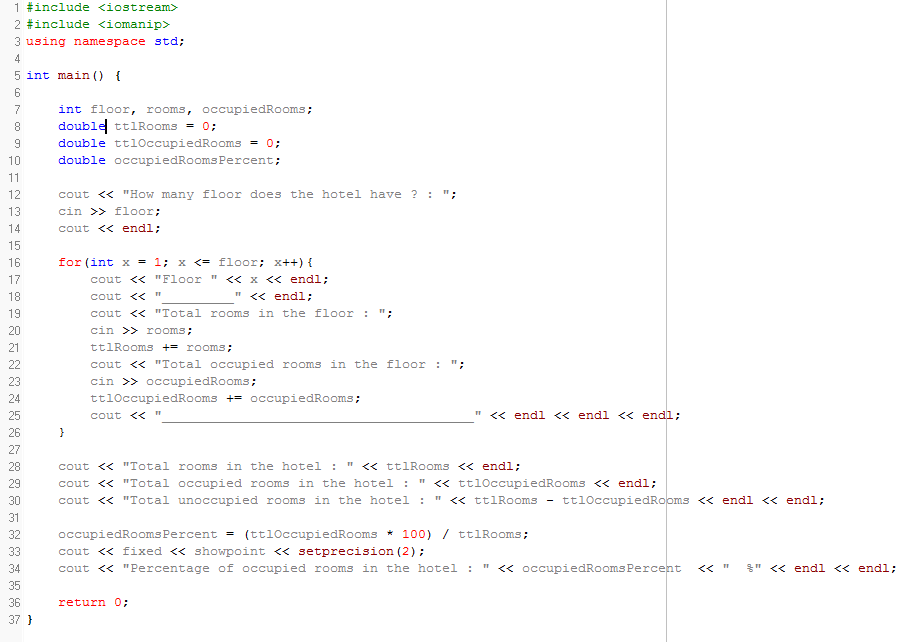 1 #include <iostream>
2 #include <iomanip>
3 using namespace std;
4
5 int main() {
6
7     int floor, rooms, occupiedRooms;
8     double ttlRooms = 0;
9     double ttlOccupiedRooms = 0;
10     double occupiedRoomsPercent;
11
12     cout << "How many floor does the hotel have ? : ";
13     cin >> floor;
14     cout << endl;
15
16     for(int x = 1; x <= floor; x++){
17         cout << "Floor " << x << endl;
18         cout << "_________" << endl;
19         cout << "Total rooms in the floor : ";
20         cin >> rooms;
21         ttlRooms += rooms;
22         cout << "Total occupied rooms in the floor : ";
23         cin >> occupiedRooms;
24         ttlOccupiedRooms += occupiedRooms;
25         cout << "_______________________________________" << endl << endl << endl;
26     }
27
28     cout << "Total rooms in the hotel : " << ttlRooms << endl;
29     cout << "Total occupied rooms in the hotel : " << ttlOccupiedRooms << endl;
30     cout << "Total unoccupied rooms in the hotel : " << ttlRooms - ttlOccupiedRooms << endl << endl;
31
32     occupiedRoomsPercent = (ttlOccupiedRooms * 100) / ttlRooms;
33     cout << fixed << showpoint << setprecision(2);
34     cout << "Percentage of occupied rooms in the hotel : " << occupiedRoomsPercent  << "  %" << endl << endl;
35
36     return 0;
37 }